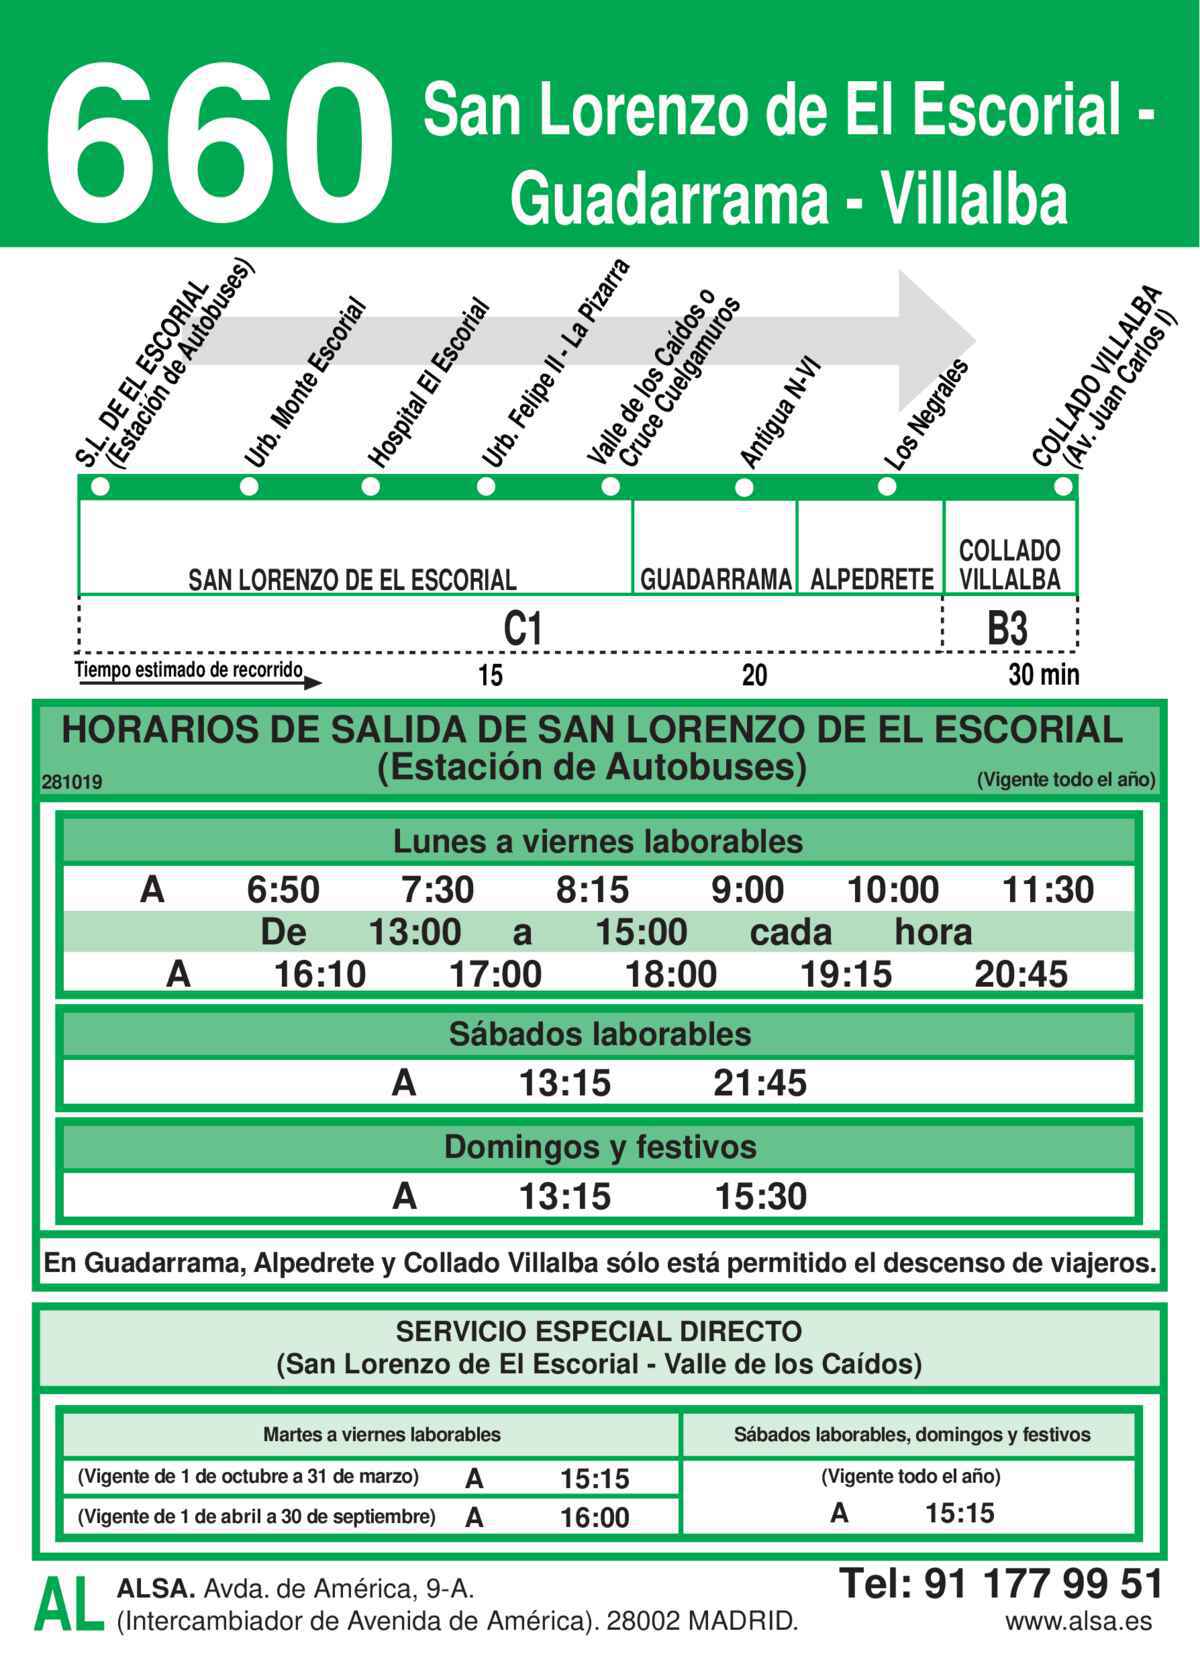 660
San Lorenzo de El Escorial -
Guadarrama - Villalba
S.L. DE EL ESCORIAL
(Estación de Autobuses)
Urb. Monte Escorial
Hospital El Escorial
Urb. Felipe II - La Pizarra
Valle de los Caídos o
Cruce Cuelgamuros
Antigua N-VI
Los Negrales
COLLADO VILLALBA
(Av. Juan Carlos I)
SAN LORENZO DE EL ESCORIAL
GUADARRAMA
ALPEDRETE
COLLADO
VILLALBA
C1
B3
Tiempo estimado de recorrido
15
20
30 min
HORARIOS DE SALIDA DE SAN LORENZO DE EL ESCORIAL
(Estación de Autobuses)
281019
(Vigente todo el año)
Lunes a viernes laborables
A 6:50 7:30 8:15 9:00 10:00 11:30
De 13:00 a 15:00 cada hora
A 16:10 17:00 18:00 19:15 20:45
Sábados laborables
A 13:15 21:45
Domingos y festivos
A 13:15 15:30
En Guadarrama, Alpedrete y Collado Villalba sólo está permitido el descenso de viajeros.
SERVICIO ESPECIAL DIRECTO
(San Lorenzo de El Escorial - Valle de los Caídos)
Martes a viernes laborables
(Vigente de 1 de octubre a 31 de marzo) A 15:15
(Vigente de 1 de abril a 30 de septiembre) A 16:00
Sábados laborables, domingos y festivos
(Vigente todo el año)
A 15:15
AL
ALSA. Avda. de América, 9-A.
(Intercambiador de Avenida de América). 28002 MADRID.
Tel: 91 177 99 51
www.alsa.es